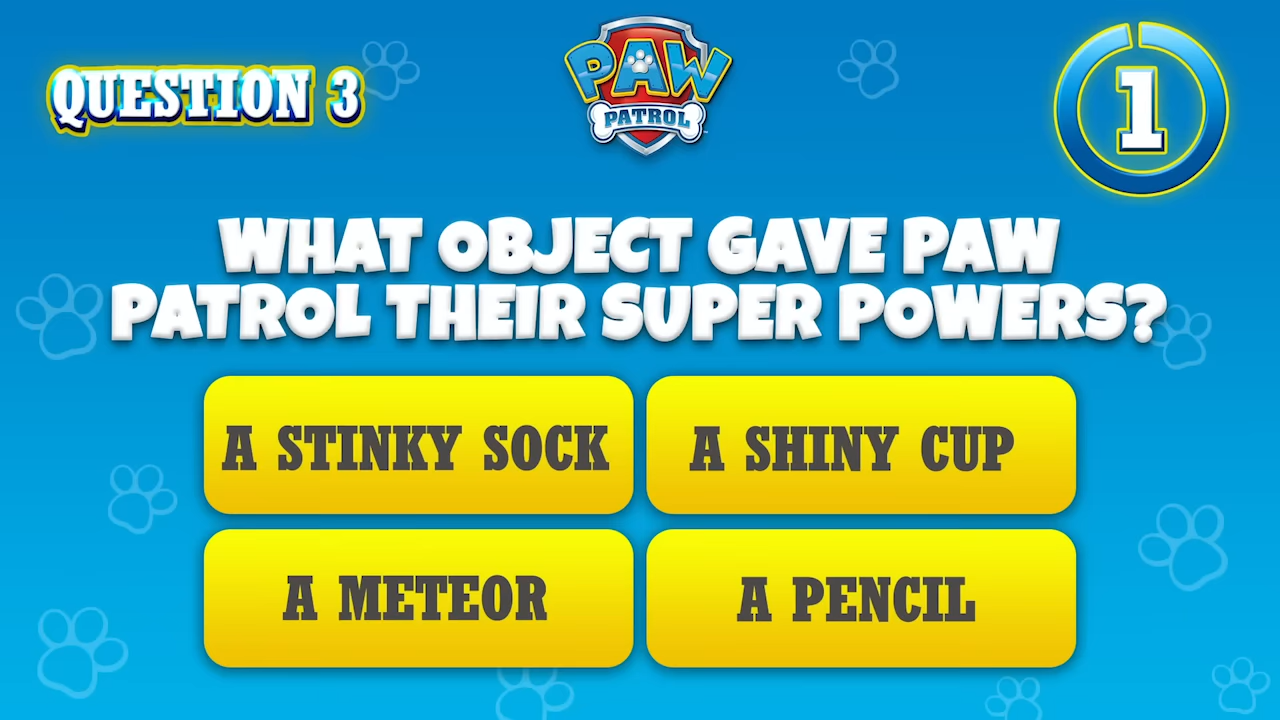 QUESTION 3
PAW
PATROL
1
WHAT OBJECT GAVE PAW
PATROL THEIR SUPER POWERS?
A STINKY SOCK
A SHINY CUP
A METEOR
A PENCIL